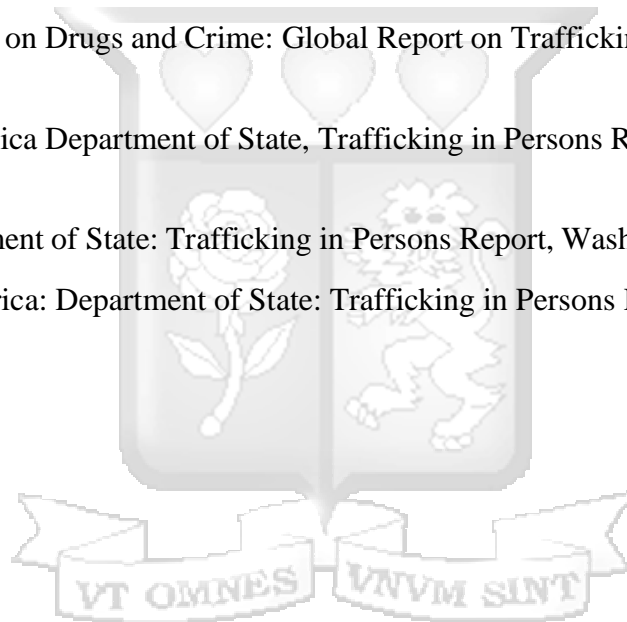 on Drugs and Crime: Global Report on Traffickin
ica Department of State, Trafficking in Persons R
ment of State: Trafficking in Persons Report, Wash
rica: Department of State: Trafficking in Persons
VT OMNES VNVM SINT